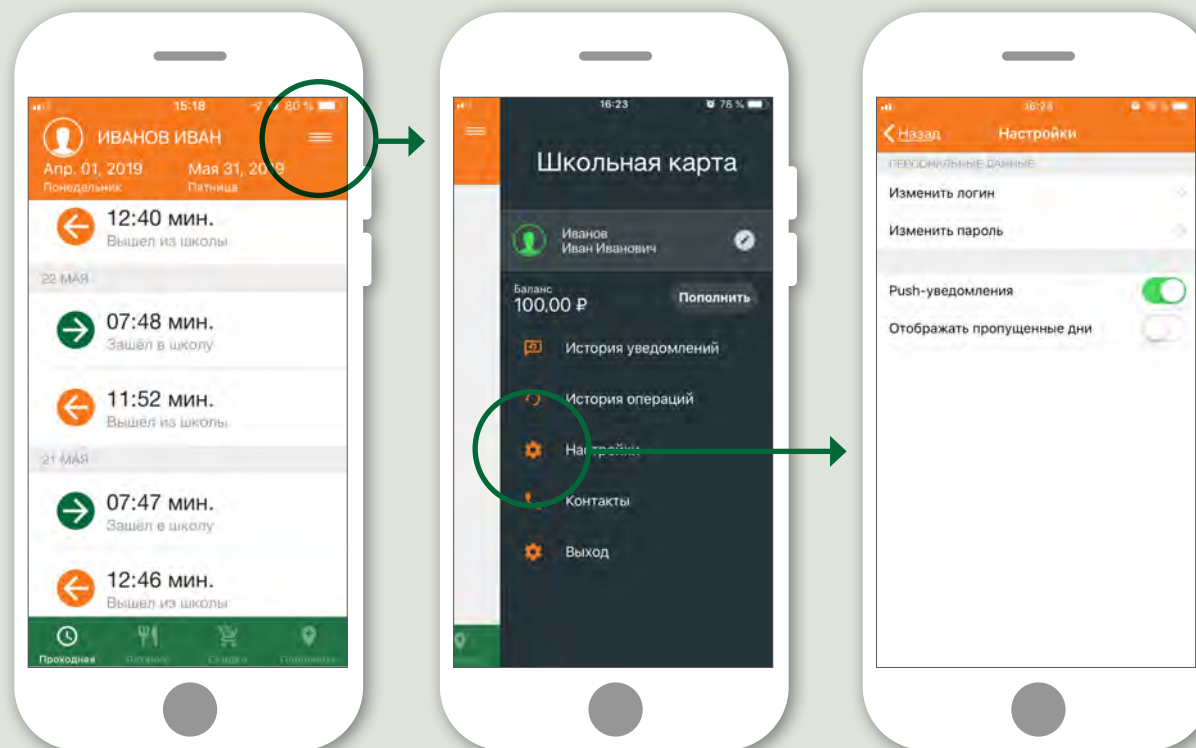 15:18
80 %
ИВАНОВ ИВАН
Апр. 01, 2019
Мая 31, 2019
Понедельник
Пятница
12:40 мин.
Вышел из школы
22 МАЯ
07:48 мин.
Зашёл в школу
11:52 мин.
Вышел из школы
21 МАЯ
07:47 мин.
Зашёл в школу
12:46 мин.
Вышел из школы
Проходная
Питание
Скидки
16:23
78 %
Школьная карта
Иванов
Иван Иванович
Баланс
100,00 ₽
Пополнить
История уведомлений
История операций
Настройки
Контакты
Выход
Назад
Настройки
ПЕРСОНАЛЬНЫЕ ДАННЫЕ
Изменить логин
Изменить пароль
Push-уведомления
Отображать пропущенные дни